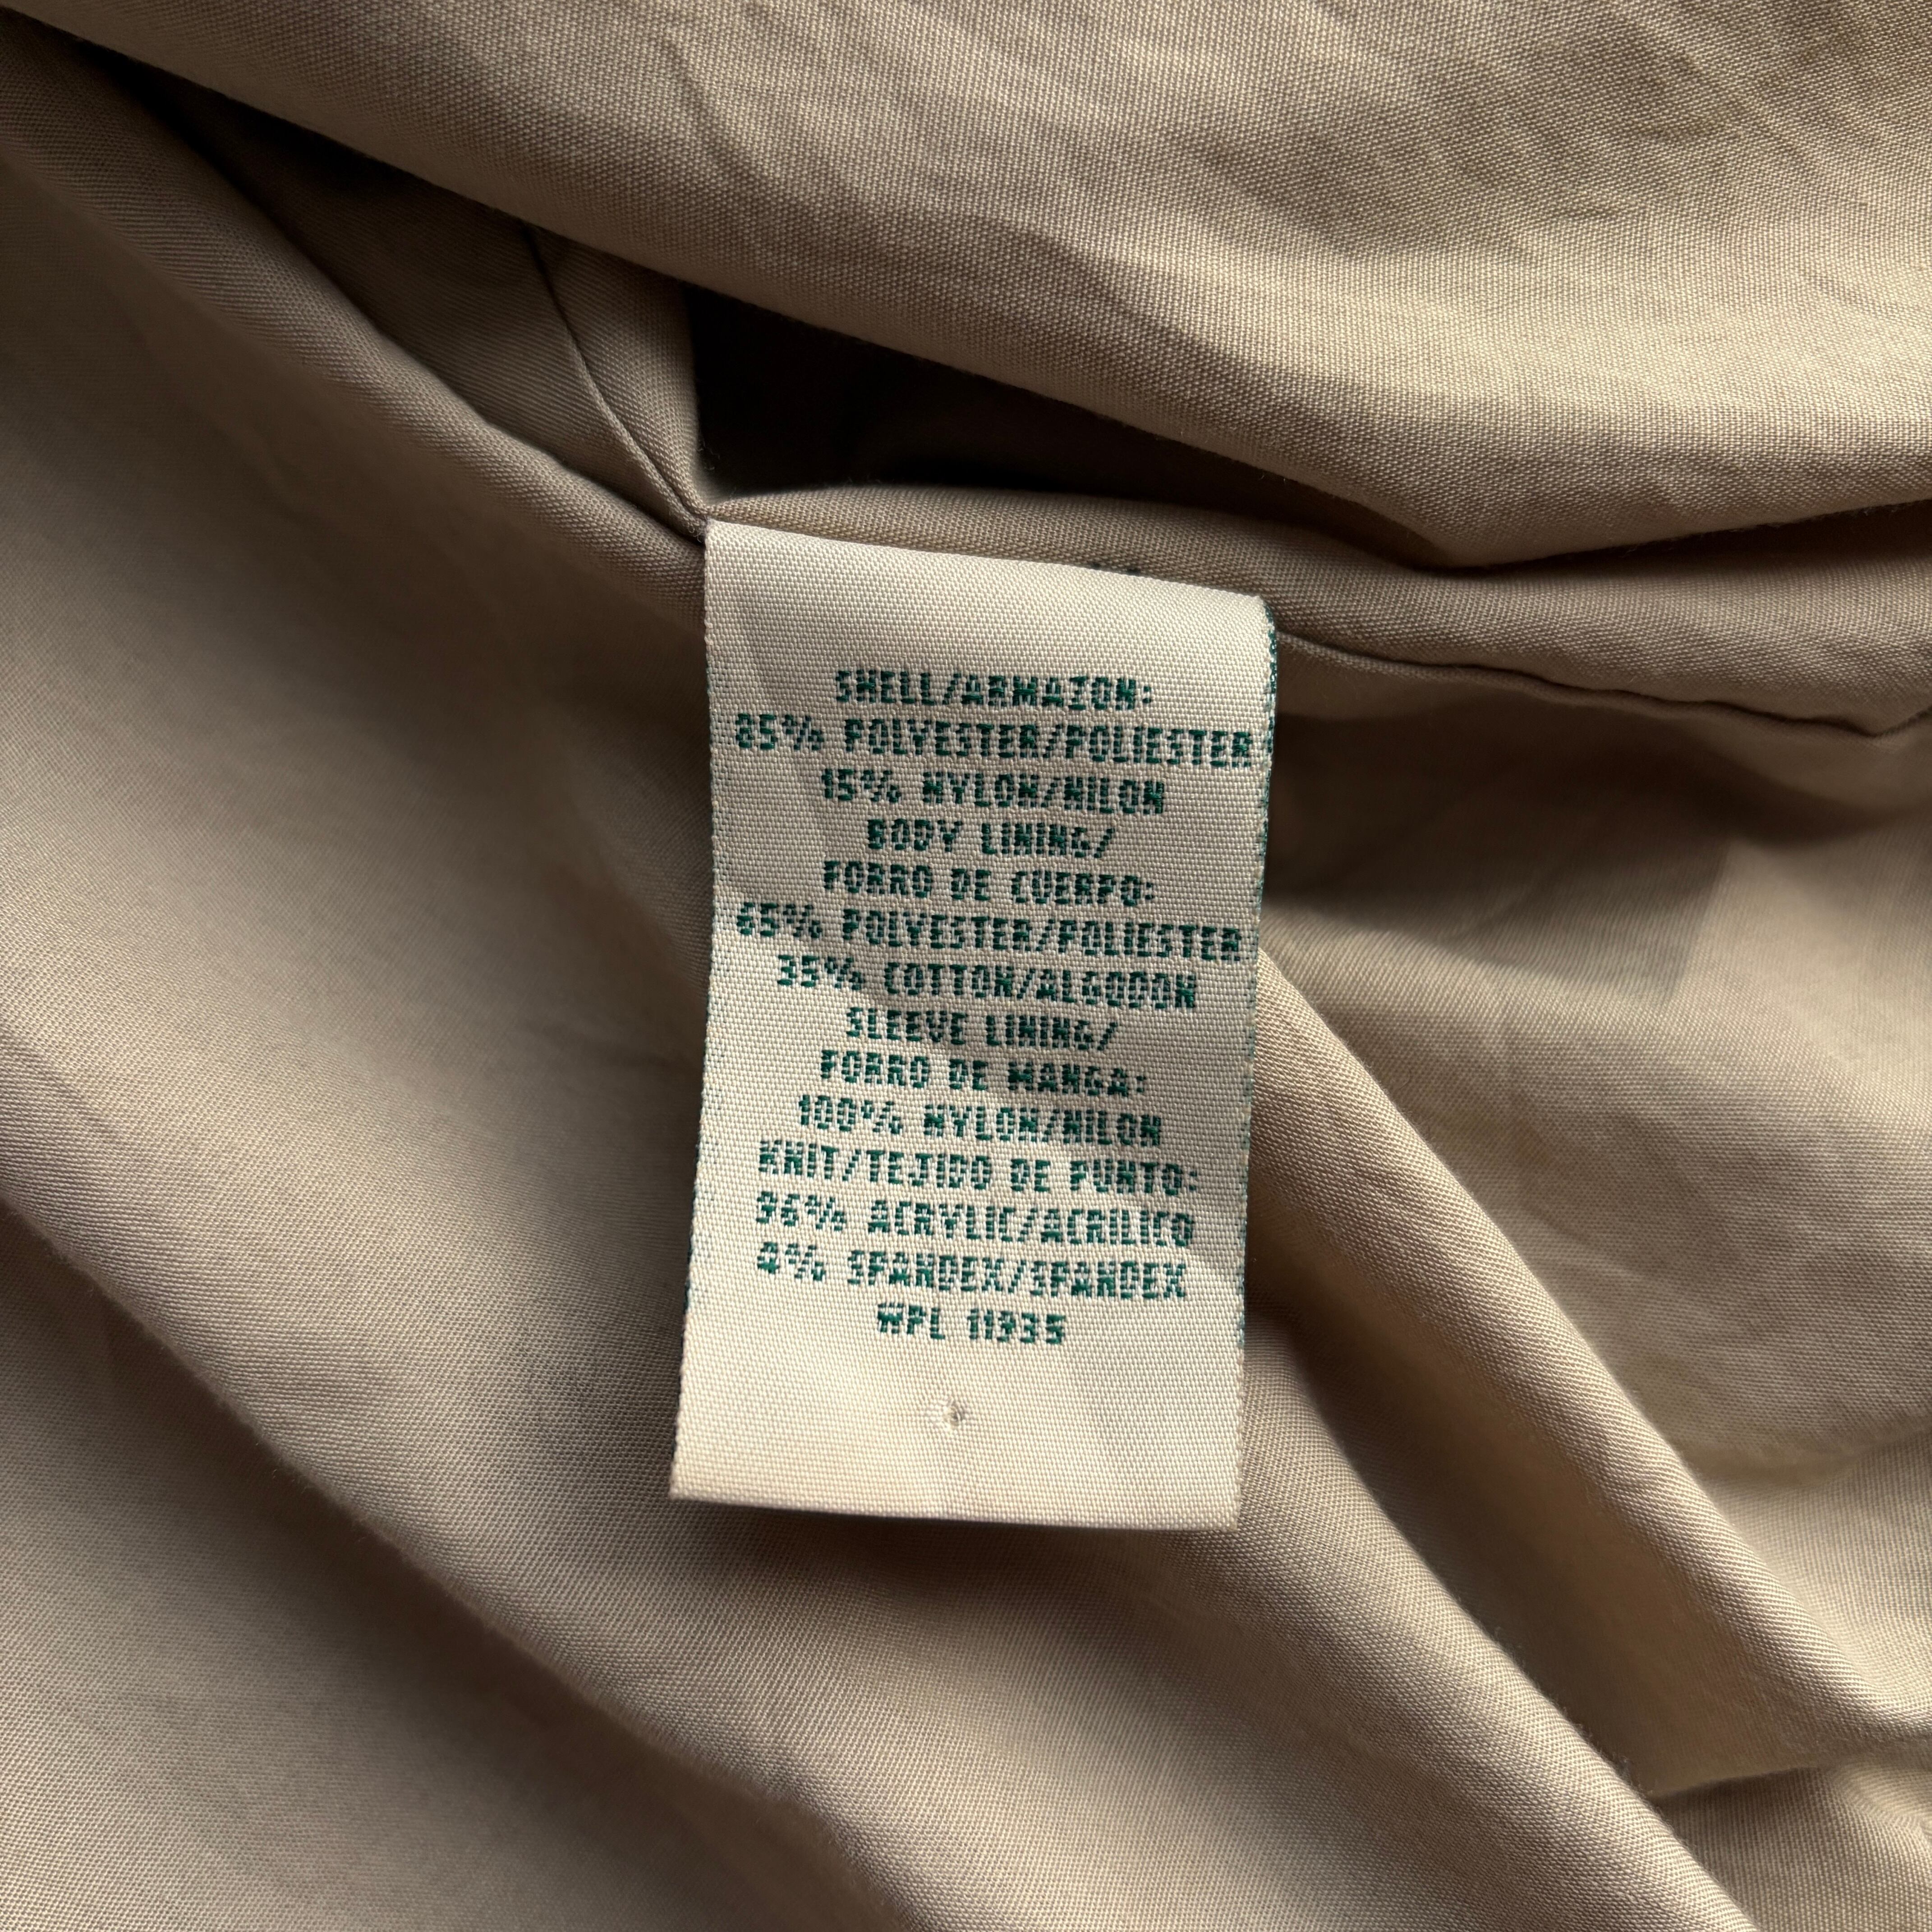 SHELL/ARMAZON:
85% POLYESTER/POLIESTER
15% NYLON/NILON
BODY LINING/
FORRO DE CUERPO:
65% POLYESTER/POLIESTER
35% COTTON/ALGODON
SLEEVE LINING/
FORRO DE MANGA:
100% NYLON/NILON
KNIT/TEJIDO DE PUNTO:
96% ACRYLIC/ACRILICO
4% SPANDEX/SPANDEX
WPL 11935